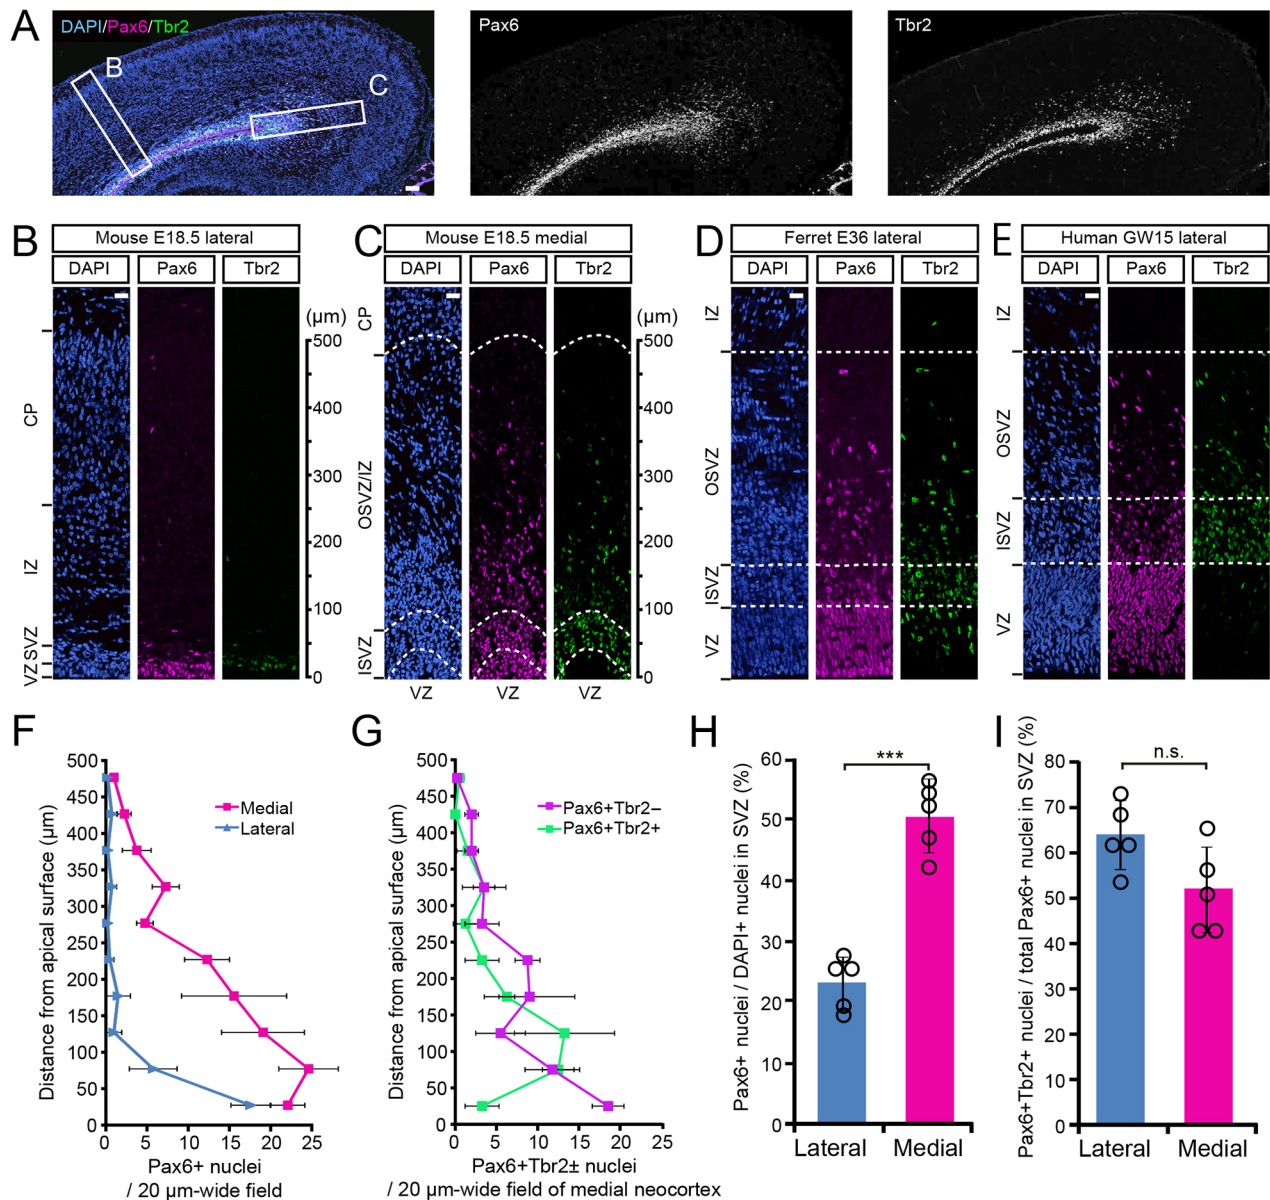 A
DAPI/Pax6/Tbr2
B
C
Pax6
Tbr2
B
Mouse E18.5 lateral
DAPI
Pax6
Tbr2
CP
IZ
SVZ
VZ
(µm)
500
400
300
200
100
0
C
Mouse E18.5 medial
DAPI
Pax6
Tbr2
CP
OSVZ/IZ
ISVZ
VZ
VZ
VZ
(µm)
500
400
300
200
100
0
D
Ferret E36 lateral
DAPI
Pax6
Tbr2
IZ
OSVZ
ISVZ
VZ
E
Human GW15 lateral
DAPI
Pax6
Tbr2
IZ
OSVZ
ISVZ
VZ
F
Distance from apical surface (µm)
500
450
400
350
300
250
200
150
100
50
0
Medial
Lateral
0
5
10
15
20
25
Pax6+ nuclei
/ 20 µm-wide field
G
Distance from apical surface (µm)
500
450
400
350
300
250
200
150
100
50
0
Pax6+Tbr2–
Pax6+Tbr2+
0
5
10
15
20
25
Pax6+Tbr2± nuclei
/ 20 µm-wide field of medial neocortex
H
Pax6+ nuclei / DAPI+ nuclei in SVZ (%)
60
50
40
30
20
10
0
***
Lateral
Medial
I
Pax6+Tbr2+ nuclei / total Pax6+ nuclei in SVZ (%)
80
70
60
50
40
30
20
10
0
n.s.
Lateral
Medial